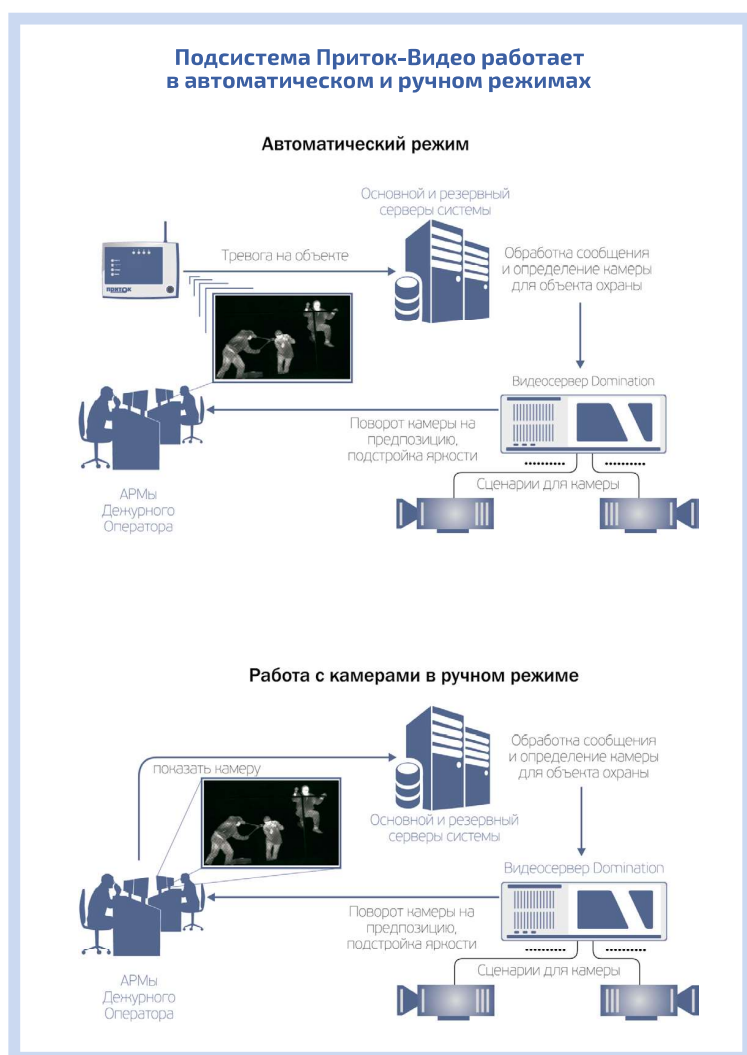 Подсистема Приток-Видео работает
в автоматическом и ручном режимах
Автоматический режим
Основной и резервный
серверы системы
Тревога на объекте
Обработка сообщения
и определение камеры
для объекта охраны
ПРИТОК
Видеосервер Domination
Поворот камеры на
предпозицию,
подстройка яркости
Сценарии для камеры
АРМы
Дежурного
Оператора
Работа с камерами в ручном режиме
показать камеру
Обработка сообщения
и определение камеры
для объекта охраны
Основной и резервный
серверы системы
Видеосервер Domination
Поворот камеры на
предпозицию,
подстройка яркости
Сценарии для камеры
АРМы
Дежурного
Оператора